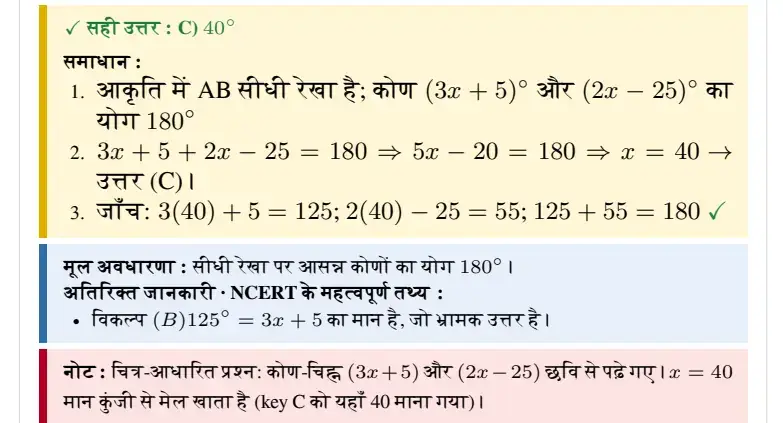 ✓ सही उत्तर : C) 40°
समाधान :
1. आकृति में AB सीधी रेखा है; कोण (3x + 5)° और (2x − 25)° का
योग 180°
2. 3x + 5 + 2x − 25 = 180 ⇒ 5x − 20 = 180 ⇒ x = 40 →
उत्तर (C)।
3. जाँच: 3(40) + 5 = 125; 2(40) − 25 = 55; 125 + 55 = 180 ✓
मूल अवधारणा : सीधी रेखा पर आसन्न कोणों का योग 180° ।
अतिरिक्त जानकारी · NCERT के महत्वपूर्ण तथ्य :
• विकल्प (B)125° = 3x + 5 का मान है, जो भ्रामक उत्तर है।
नोट : चित्र-आधारित प्रश्न: कोण-चिह्न (3x+5) और (2x−25) छवि से पढ़े गए। x = 40
मान कुंजी से मेल खाता है (key C को यहाँ 40 माना गया)।